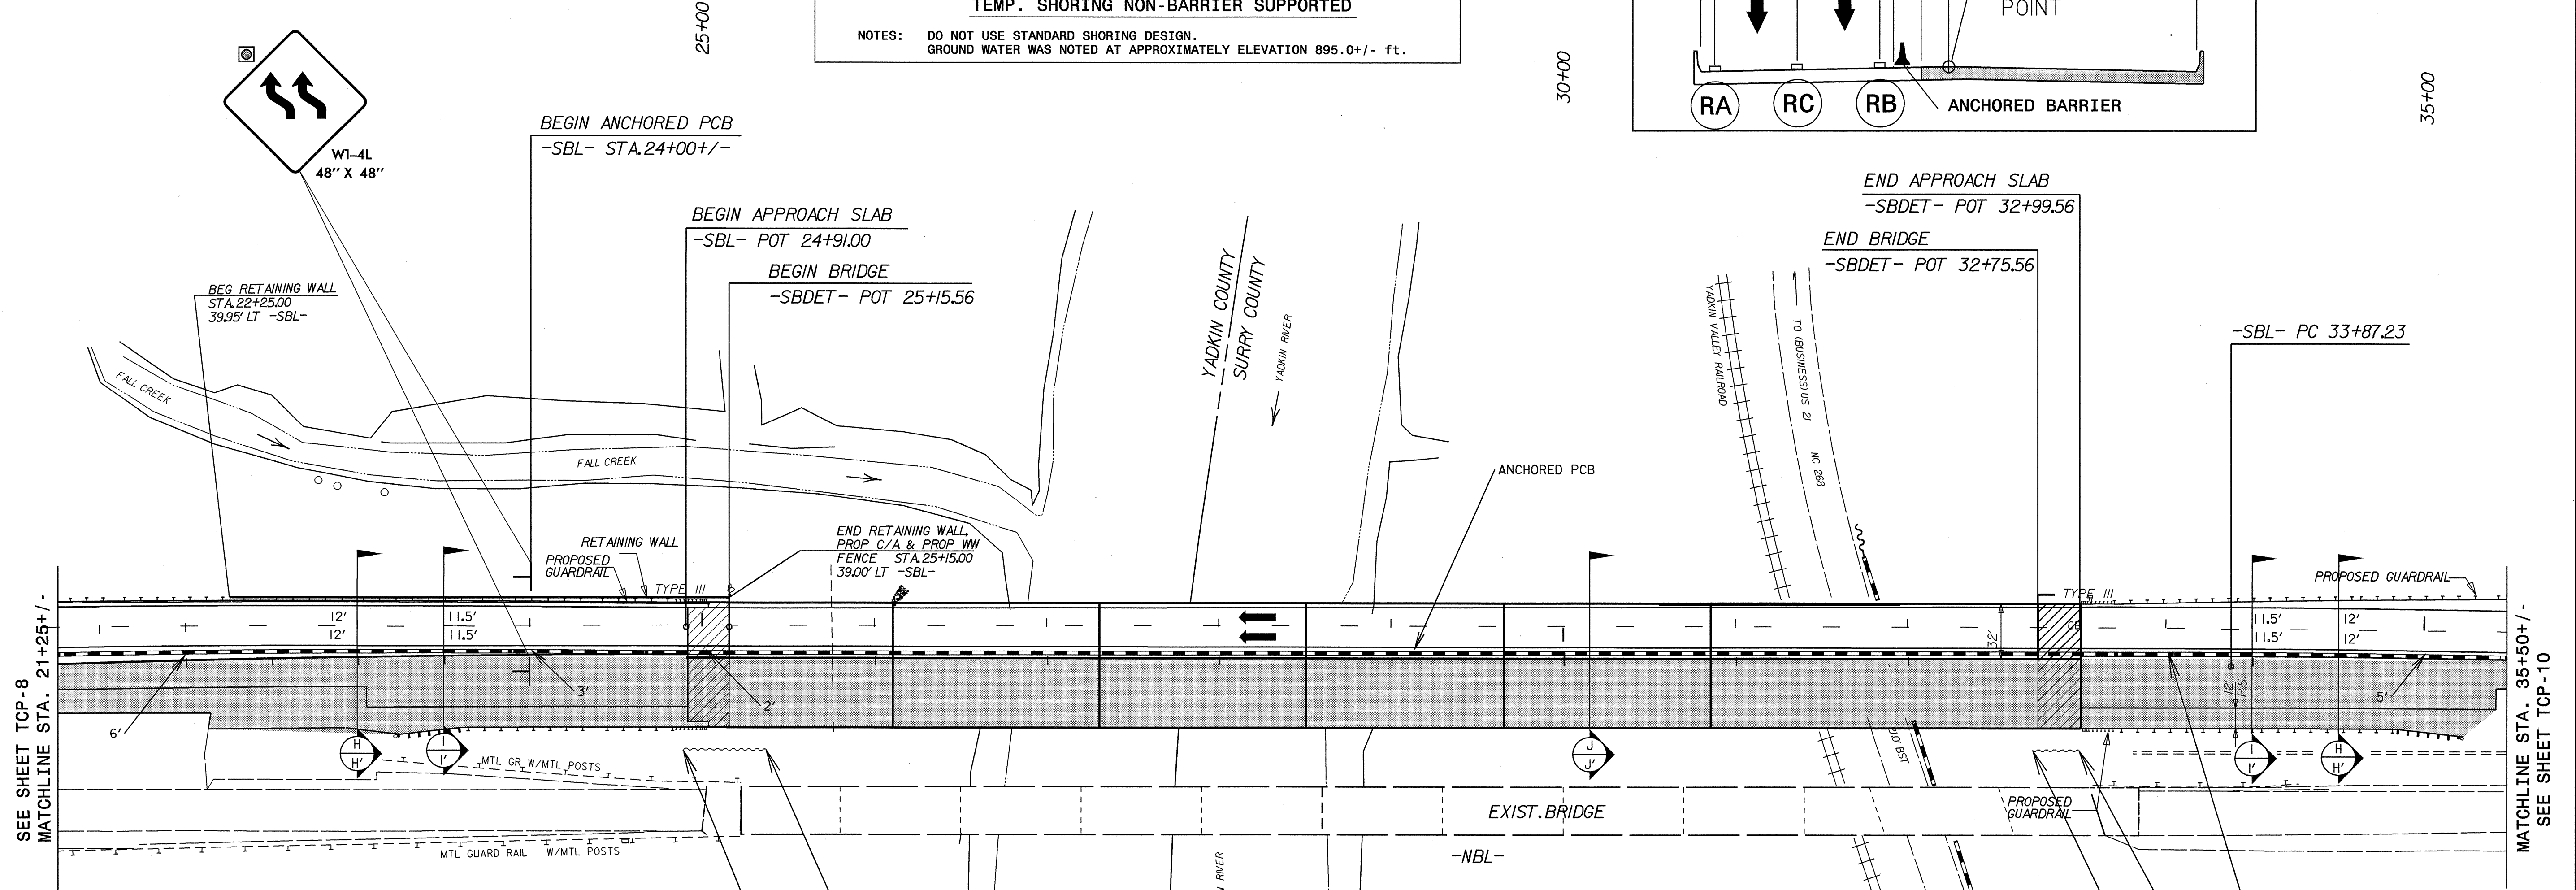 TEMP. SHORING NON-BARRIER SUPPORTED
NOTES: DO NOT USE STANDARD SHORING DESIGN.
GROUND WATER WAS NOTED AT APPROXIMATELY ELEVATION 895.0+/- ft.
25+00
30+00
35+00
POINT
RA
RC
RB
ANCHORED BARRIER
W1-4L
48" X 48"
BEGIN ANCHORED PCB
-SBL- STA.24+00+/-
BEGIN APPROACH SLAB
-SBL- POT 24+91.00
BEGIN BRIDGE
-SBDET- POT 25+15.56
END APPROACH SLAB
-SBDET- POT 32+99.56
END BRIDGE
-SBDET- POT 32+75.56
-SBL- PC 33+87.23
BEG RETAINING WALL
STA.22+25.00
39.95' LT -SBL-
YADKIN COUNTY
SURRY COUNTY
YADKIN RIVER
YADKIN VALLEY RAILROAD
TO (BUSINESS) US 21
NC 268
FALL CREEK
FALL CREEK
ANCHORED PCB
END RETAINING WALL,
PROP C/A & PROP WW
FENCE STA.25+15.00
39.00' LT -SBL-
RETAINING WALL
PROPOSED
GUARDRAIL
TYPE III
TYPE III
PROPOSED GUARDRAIL
12'
12'
11.5'
11.5'
32'
11.5'
11.5'
12'
12'
SEE SHEET TCP-8
MATCHLINE STA. 21+25+/-
MATCHLINE STA. 35+50+/-
SEE SHEET TCP-10
6'
3'
2'
12'
P.S.
5'
H
H'
I
I'
J
J'
I
I'
H
H'
MTL GR W/MTL POSTS
BST
EXIST.BRIDGE
PROPOSED
GUARDRAIL
MTL GUARD RAIL W/MTL POSTS
-NBL-
RIVER